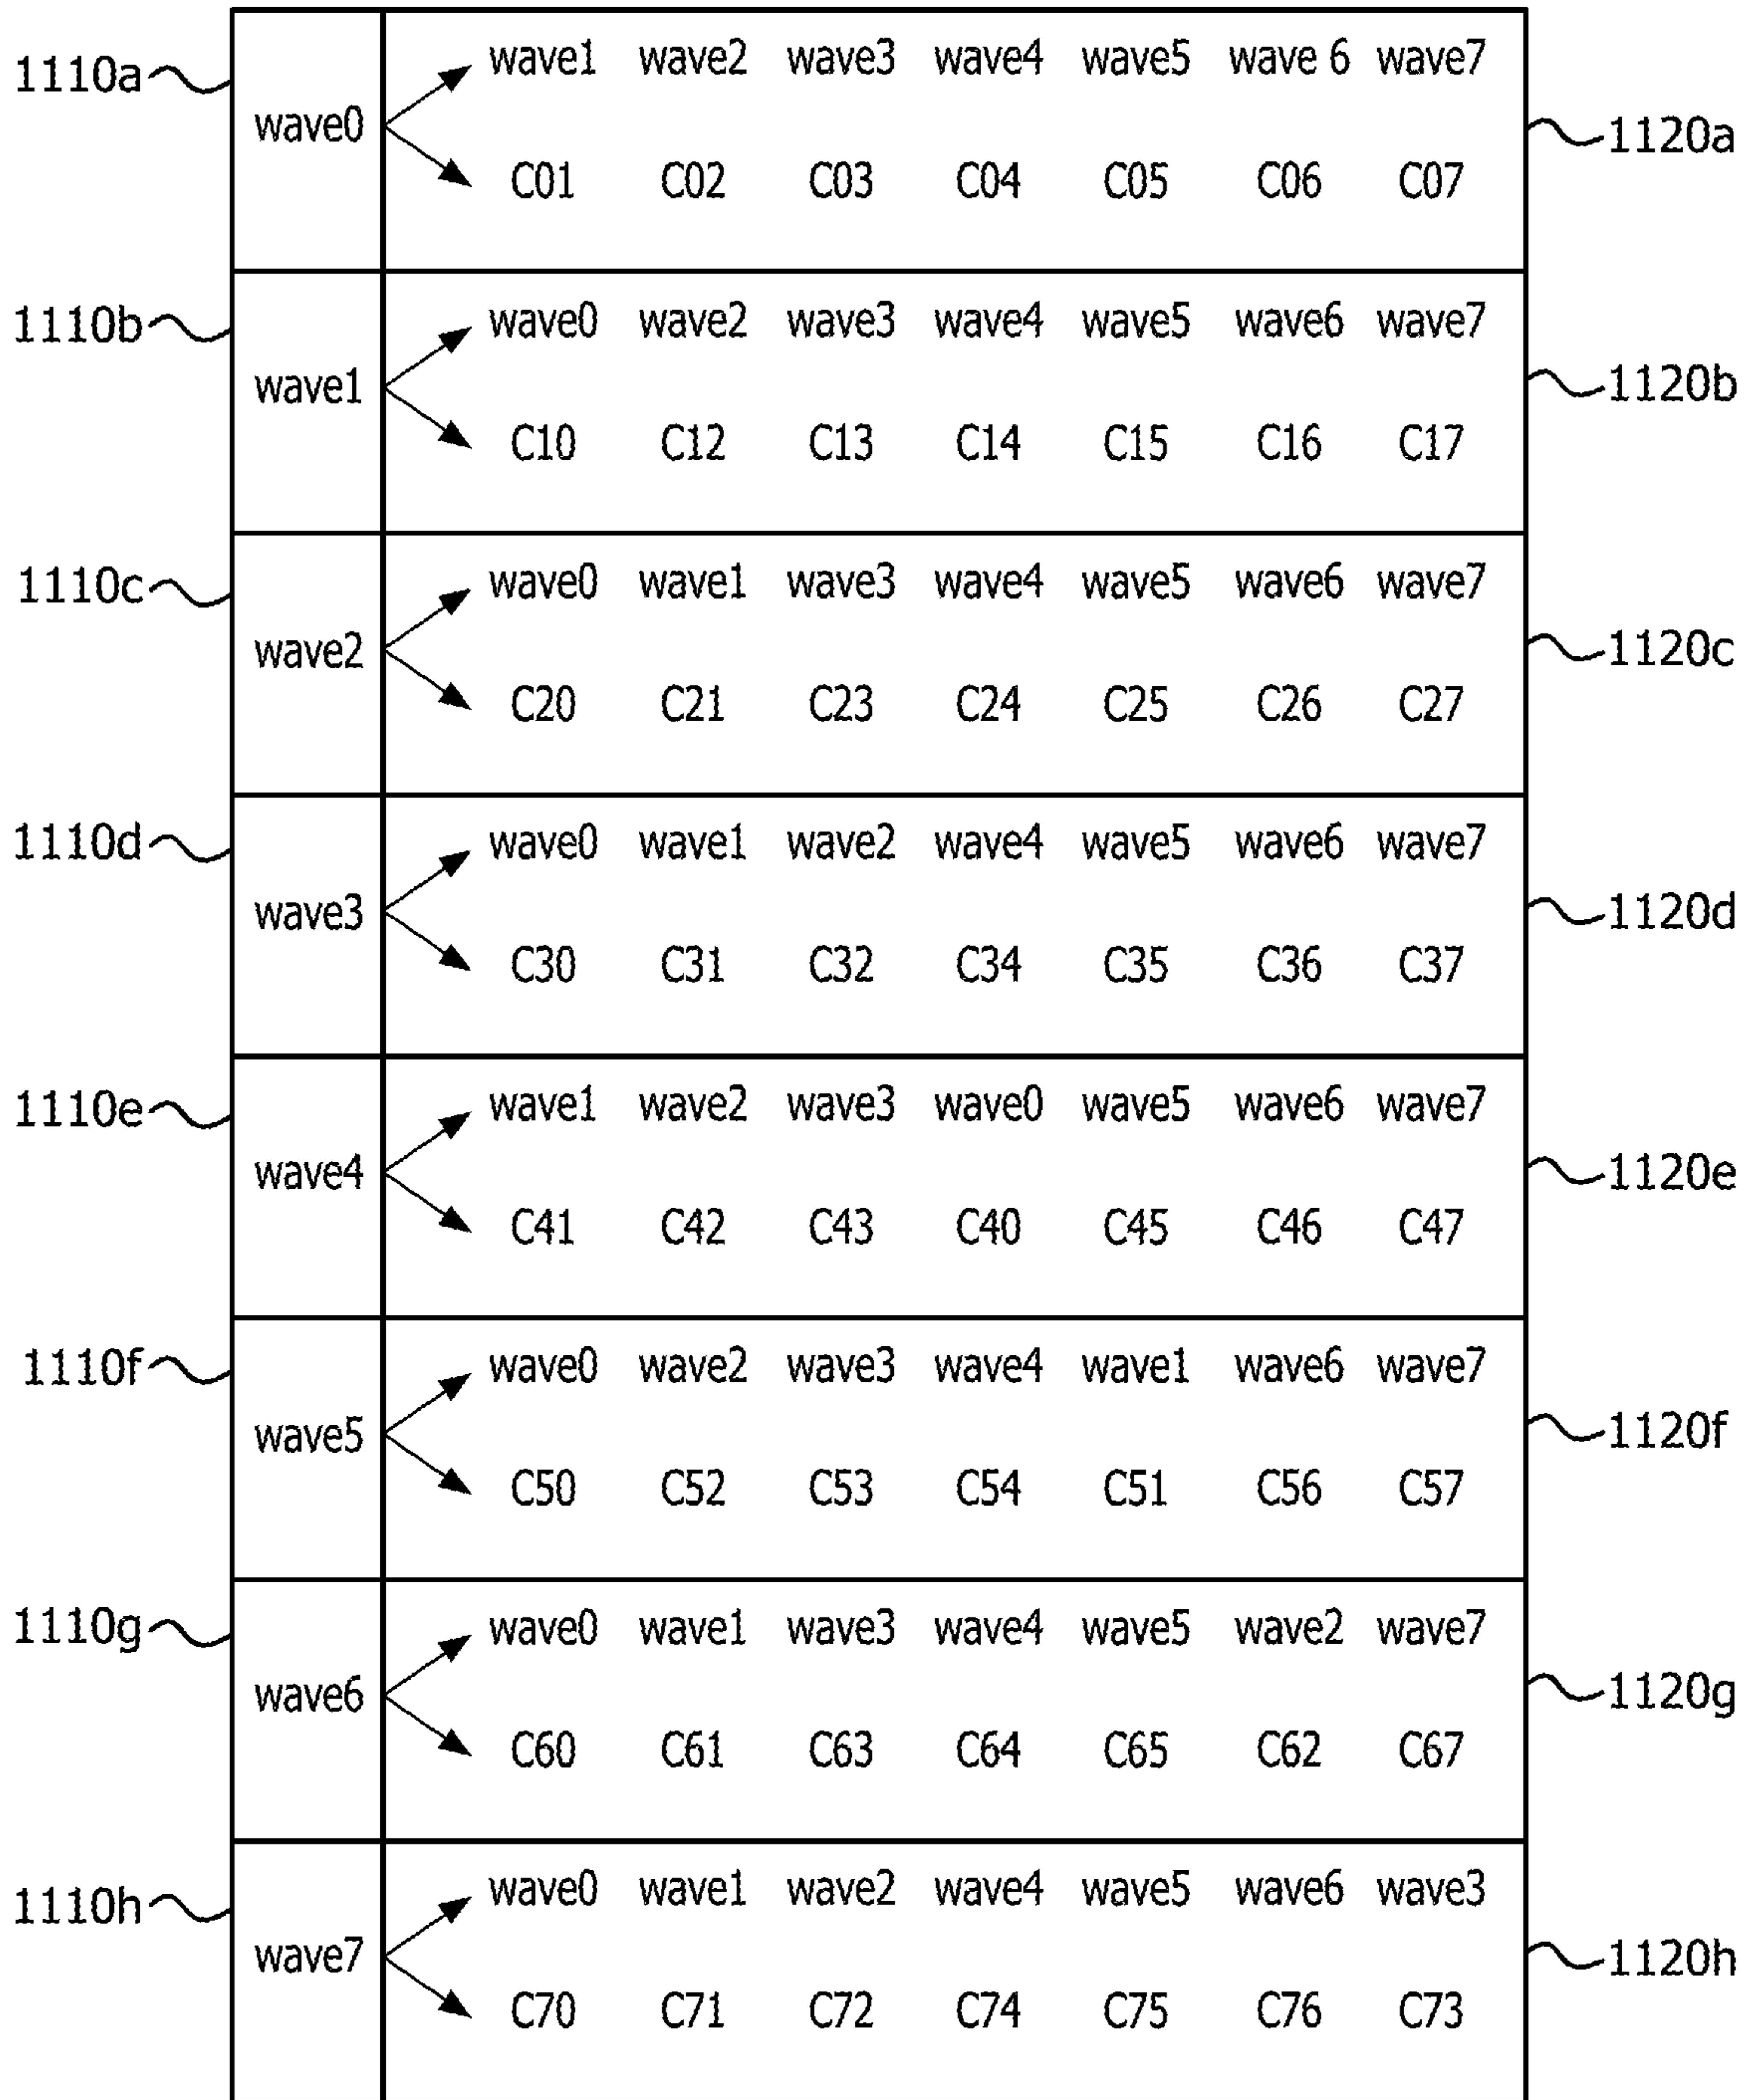 1110a wave1 wave2 wave3 wave4 wave5 wave 6 wave7
wave0 1120a
C01 C02 C03 C04 C05 C06 C07
1110b wave0 wave2 wave3 wave4 wave5 wave6 wave7
wave1 1120b
C10 C12 C13 C14 C15 C16 C17
1110c wave0 wave1 wave3 wave4 wave5 wave6 wave7
wave2 1120c
C20 C21 C23 C24 C25 C26 C27
1110d wave0 wave1 wave2 wave4 wave5 wave6 wave7
wave3 1120d
C30 C31 C32 C34 C35 C36 C37
1110e wave1 wave2 wave3 wave0 wave5 wave6 wave7
wave4 1120e
C41 C42 C43 C40 C45 C46 C47
1110f wave0 wave2 wave3 wave4 wave1 wave6 wave7
wave5 1120f
C50 C52 C53 C54 C51 C56 C57
1110g wave0 wave1 wave3 wave4 wave5 wave2 wave7
wave6 1120g
C60 C61 C63 C64 C65 C62 C67
1110h wave0 wave1 wave2 wave4 wave5 wave6 wave3
wave7 1120h
C70 C71 C72 C74 C75 C76 C73